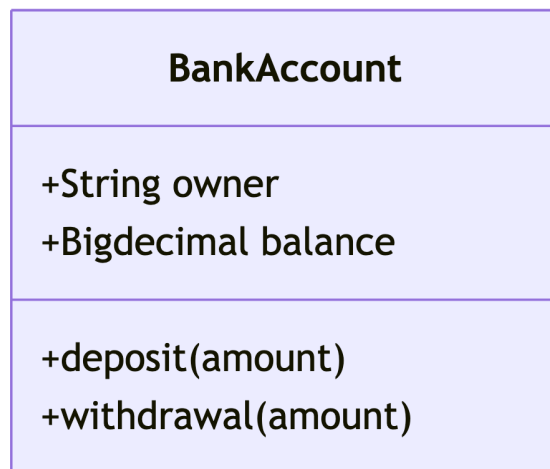 BankAccount
+String owner
+Bigdecimal balance
+deposit(amount)
+withdrawal(amount)